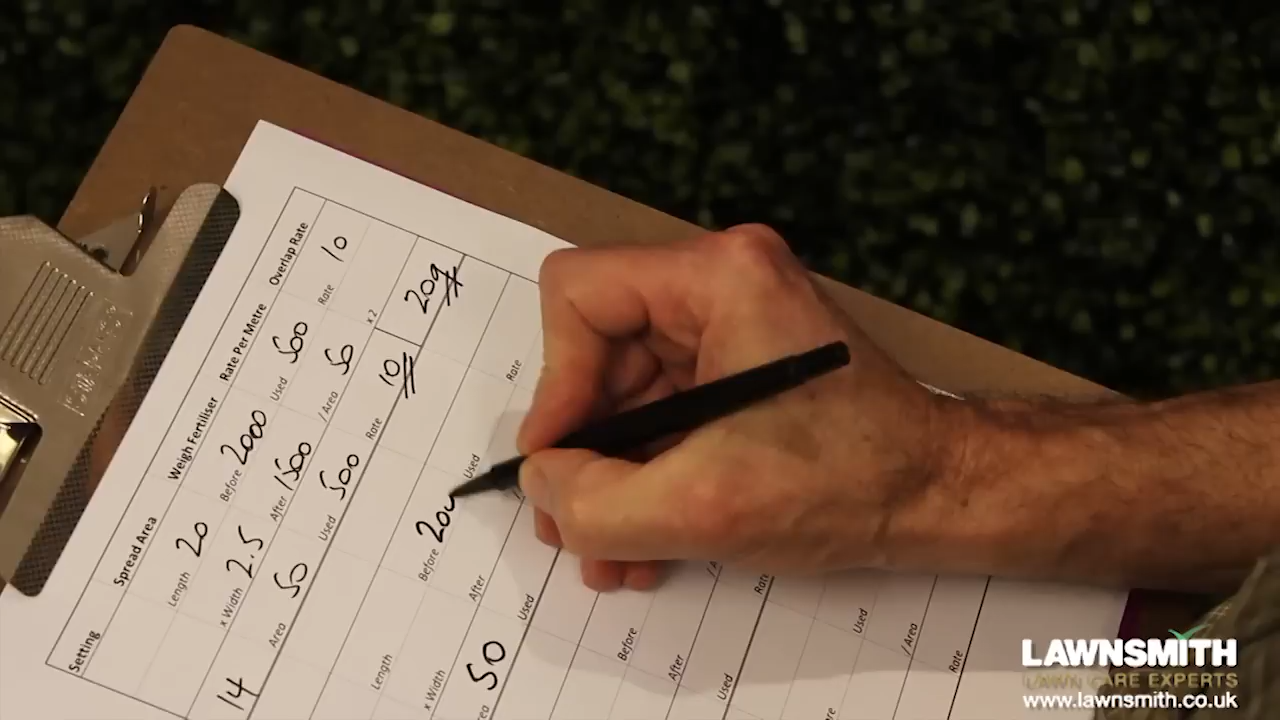 Setting Spread Area Weigh Fertiliser Rate Per Metre Overlap Rate
Length 20 Before 2000 Used 500 Rate 10
x Width 2.5 After 1500 / Area 50 x 2
14 Area 50 Used 500 Rate 10 20g
Length Before 200 Used Rate
x Width After
50 Used
Before / A Rate
After Used
Used / Area
Rate
LAWNSMITH
LAWN CARE EXPERTS
www.lawnsmith.co.uk